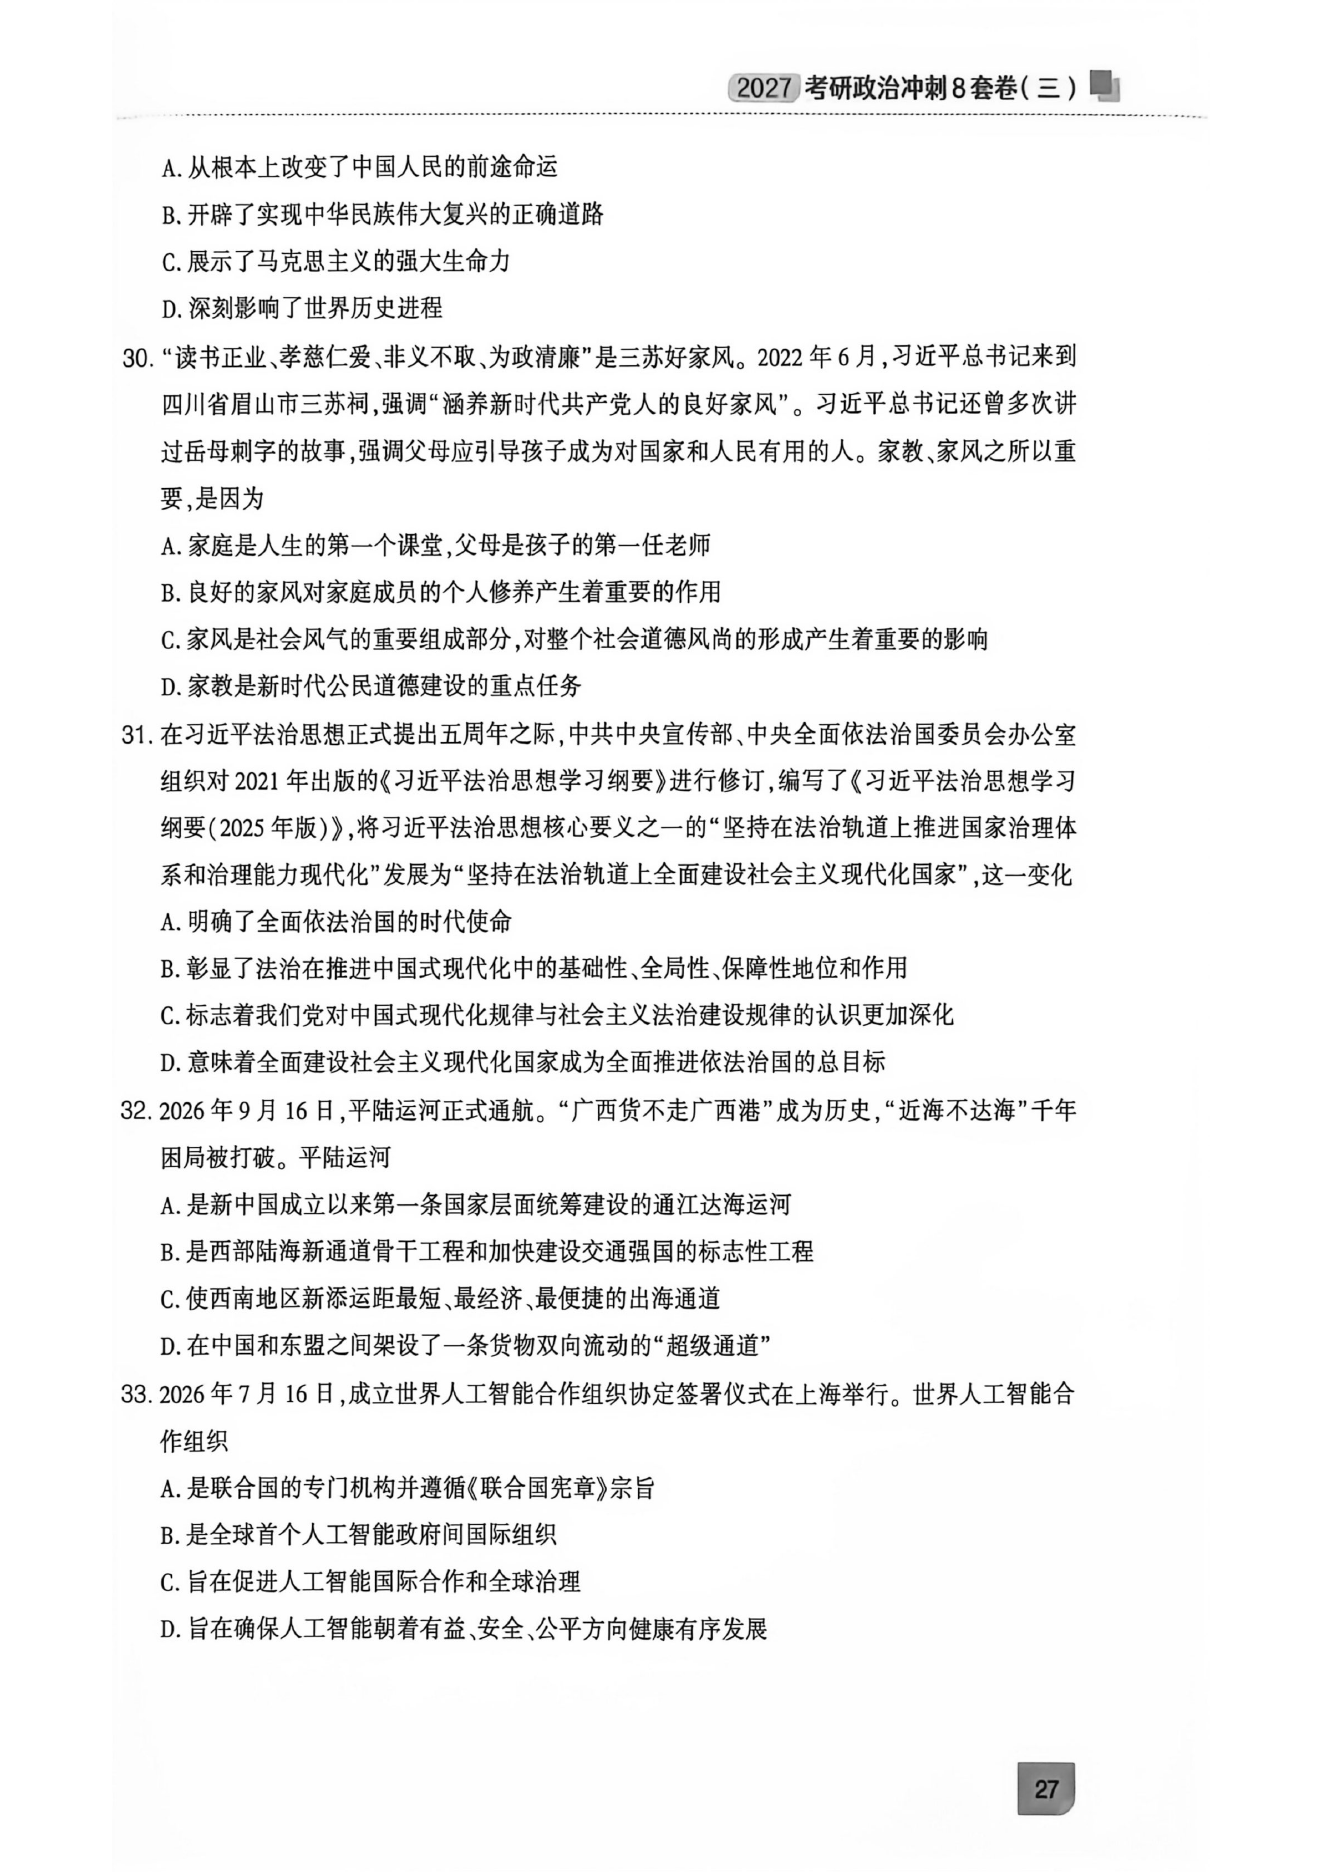 2027 考研政治冲刺8套卷(三)
A. 从根本上改变了中国人民的前途命运
B. 开辟了实现中华民族伟大复兴的正确道路
C. 展示了马克思主义的强大生命力
D. 深刻影响了世界历史进程
30. “读书正业、孝慈仁爱、非义不取、为政清廉”是三苏好家风。2022 年 6 月,习近平总书记来到
四川省眉山市三苏祠,强调“涵养新时代共产党人的良好家风”。习近平总书记还曾多次讲
过岳母刺字的故事,强调父母应引导孩子成为对国家和人民有用的人。家教、家风之所以重
要,是因为
A. 家庭是人生的第一个课堂,父母是孩子的第一任老师
B. 良好的家风对家庭成员的个人修养产生着重要的作用
C. 家风是社会风气的重要组成部分,对整个社会道德风尚的形成产生着重要的影响
D. 家教是新时代公民道德建设的重点任务
31. 在习近平法治思想正式提出五周年之际,中共中央宣传部、中央全面依法治国委员会办公室
组织对 2021 年出版的《习近平法治思想学习纲要》进行修订,编写了《习近平法治思想学习
纲要(2025 年版)》,将习近平法治思想核心要义之一的“坚持在法治轨道上推进国家治理体
系和治理能力现代化”发展为“坚持在法治轨道上全面建设社会主义现代化国家”,这一变化
A. 明确了全面依法治国的时代使命
B. 彰显了法治在推进中国式现代化中的基础性、全局性、保障性地位和作用
C. 标志着我们党对中国式现代化规律与社会主义法治建设规律的认识更加深化
D. 意味着全面建设社会主义现代化国家成为全面推进依法治国的总目标
32. 2026 年 9 月 16 日,平陆运河正式通航。“广西货不走广西港”成为历史,“近海不达海”千年
困局被打破。平陆运河
A. 是新中国成立以来第一条国家层面统筹建设的通江达海运河
B. 是西部陆海新通道骨干工程和加快建设交通强国的标志性工程
C. 使西南地区新添运距最短、最经济、最便捷的出海通道
D. 在中国和东盟之间架设了一条货物双向流动的“超级通道”
33. 2026 年 7 月 16 日,成立世界人工智能合作组织协定签署仪式在上海举行。世界人工智能合
作组织
A. 是联合国的专门机构并遵循《联合国宪章》宗旨
B. 是全球首个人工智能政府间国际组织
C. 旨在促进人工智能国际合作和全球治理
D. 旨在确保人工智能朝着有益、安全、公平方向健康有序发展
27